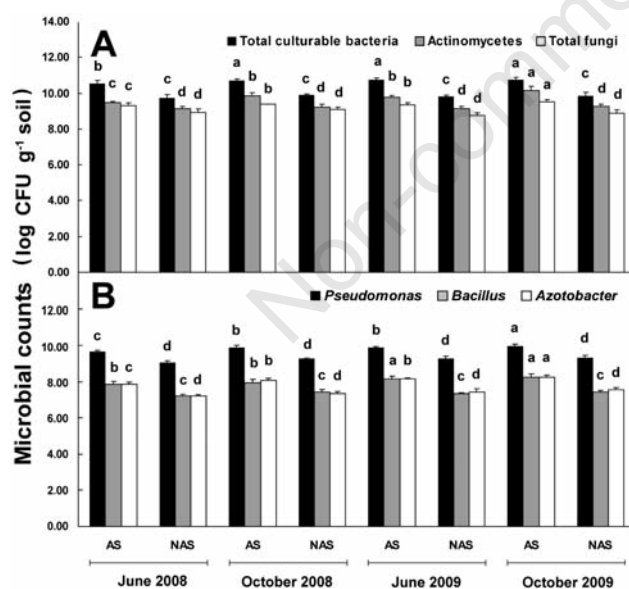 Microbial counts (log CFU g⁻¹ soil)
14.00
12.00
10.00
8.00
6.00
4.00
2.00
0.00
A
Total culturable bacteria Actinomycetes Total fungi
b c c c d d a b b c d d a b b c d d a a a c d d
10.00
8.00
6.00
4.00
2.00
0.00
B
Pseudomonas Bacillus Azotobacter
c b c d c d b b b d c d b a b d c d a a a d c d
AS NAS AS NAS AS NAS AS NAS
June 2008 October 2008 June 2009 October 2009